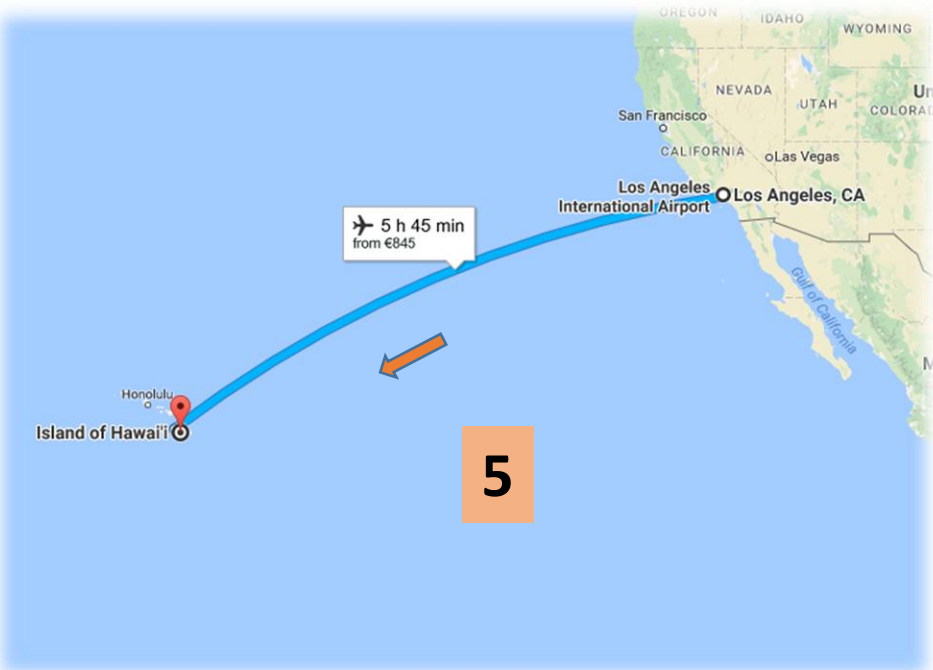 OREGON
IDAHO
WYOMING
NEVADA
UTAH
COLORA
Un
San Francisco
CALIFORNIA
Las Vegas
Los Angeles
International Airport
Los Angeles, CA
5 h 45 min
from €845
Gulf of California
M
Honolulu
Island of Hawai'i
5